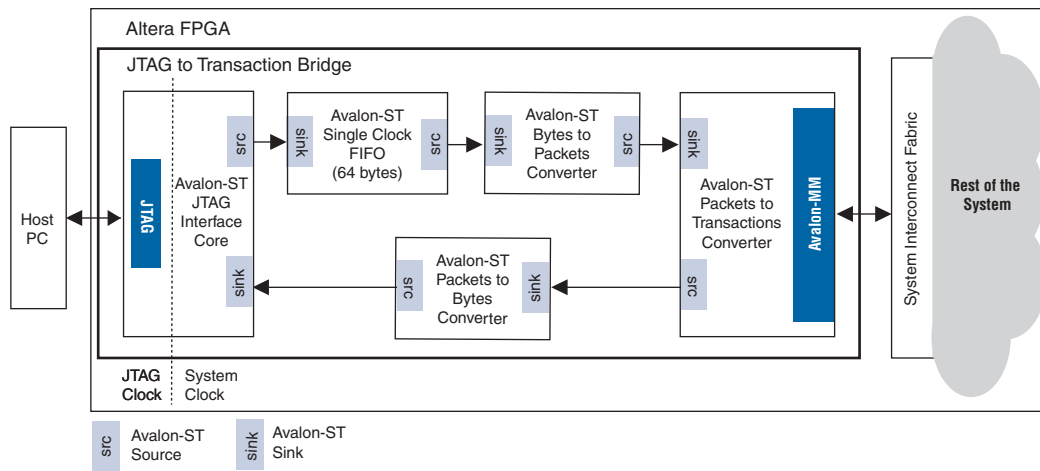 Altera FPGA
JTAG to Transaction Bridge
Host
PC
JTAG
Avalon-ST
JTAG
Interface
Core
src
sink
sink
Avalon-ST
Single Clock
FIFO
(64 bytes)
src
sink
Avalon-ST
Bytes to
Packets
Converter
src
sink
Avalon-ST
Packets to
Transactions
Converter
src
Avalon-MM
src
Avalon-ST
Packets to
Bytes
Converter
sink
System Interconnect Fabric
Rest of the
System
JTAG
Clock
System
Clock
src
Avalon-ST
Source
sink
Avalon-ST
Sink